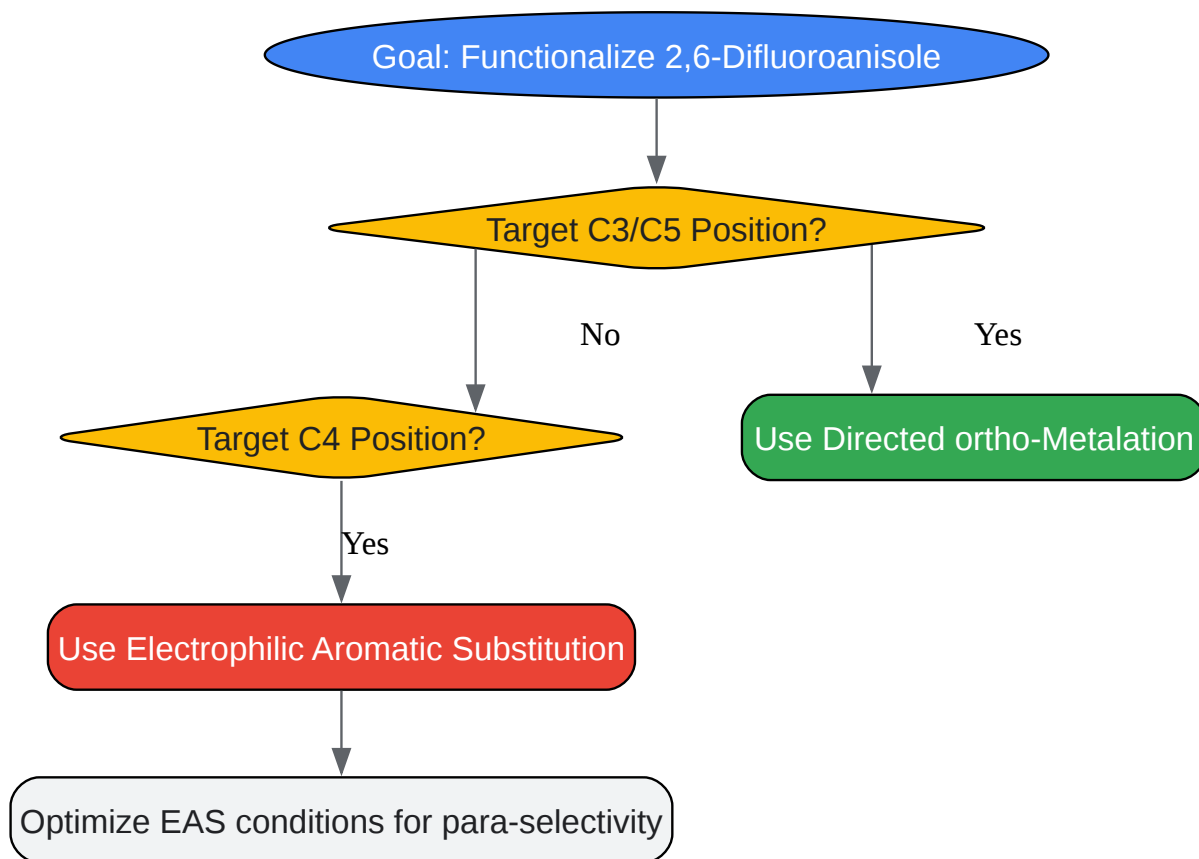 Goal: Functionalize 2,6-Difluoroanisole
Target C3/C5 Position?
No
Yes
Target C4 Position?
Use Directed ortho-Metalation
Yes
Use Electrophilic Aromatic Substitution
Optimize EAS conditions for para-selectivity